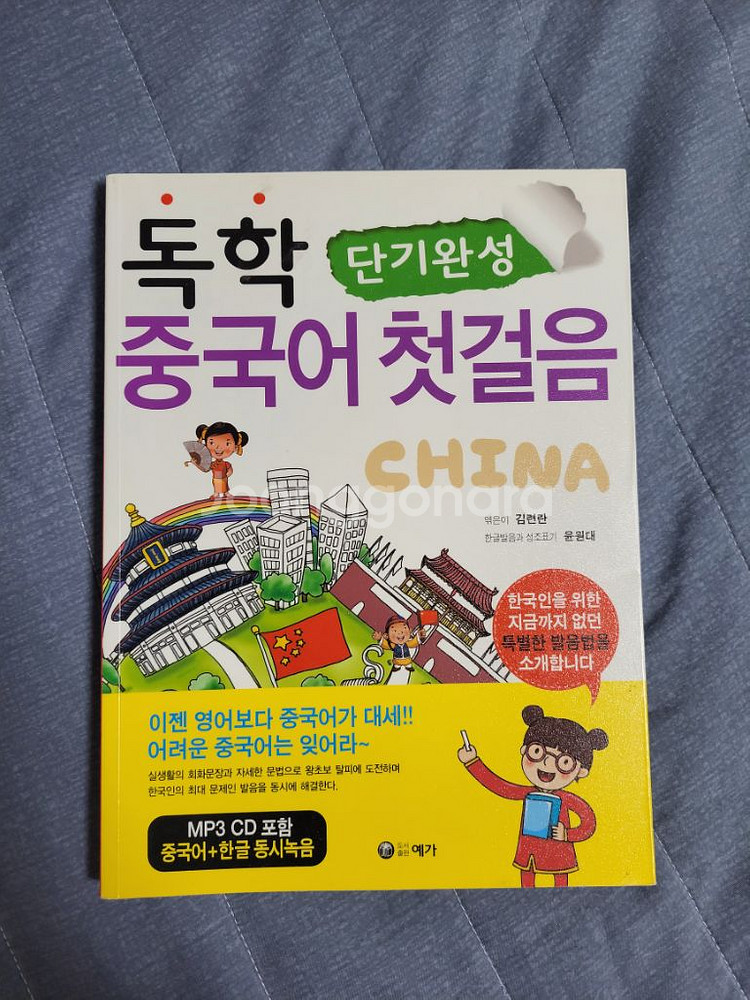 독학 단기완성
중국어 첫걸음
CHINA
Joonggonara
엮은이 김련란
한글발음과 성조표기 윤원대
한국인을 위한
지금까지 없던
특별한 발음법을
소개합니다
이젠 영어보다 중국어가 대세!!
어려운 중국어는 잊어라~
실생활의 회화문장과 자세한 문법으로 왕초보 탈피에 도전하며
한국인의 최대 문제인 발음을 동시에 해결한다.
MP3 CD 포함
중국어+한글 동시녹음
도서출판 예가